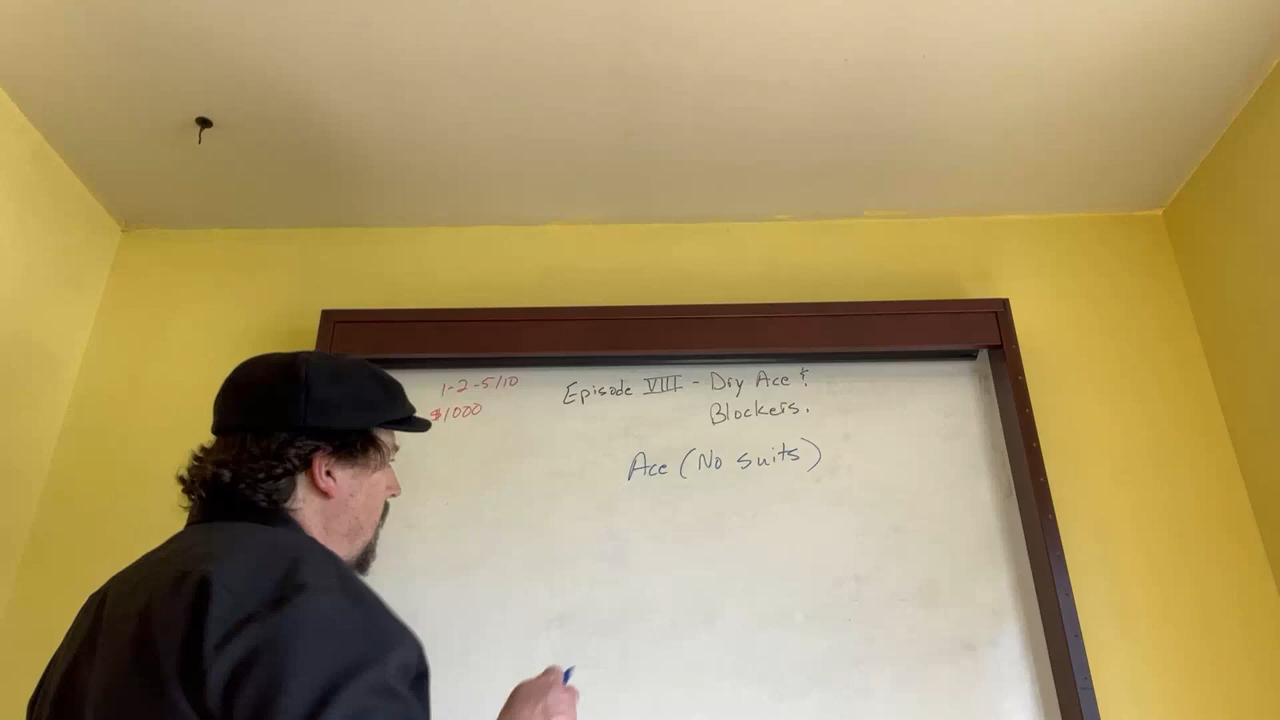 1-2-5/10
$1000
Episode VIII - Dry Ace &
Blockers.
Ace (No suits)